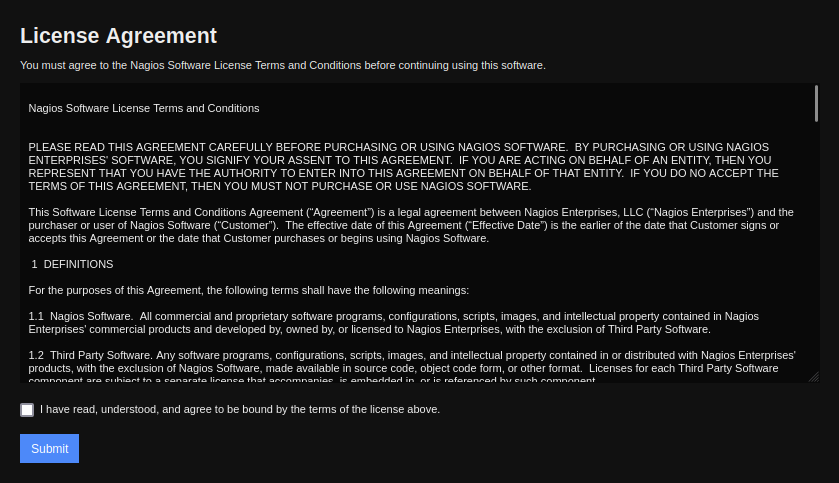 License Agreement
You must agree to the Nagios Software License Terms and Conditions before continuing using this software.
Nagios Software License Terms and Conditions
PLEASE READ THIS AGREEMENT CAREFULLY BEFORE PURCHASING OR USING NAGIOS SOFTWARE.  BY PURCHASING OR USING NAGIOS
ENTERPRISES' SOFTWARE, YOU SIGNIFY YOUR ASSENT TO THIS AGREEMENT.  IF YOU ARE ACTING ON BEHALF OF AN ENTITY, THEN YOU
REPRESENT THAT YOU HAVE THE AUTHORITY TO ENTER INTO THIS AGREEMENT ON BEHALF OF THAT ENTITY.  IF YOU DO NO ACCEPT THE
TERMS OF THIS AGREEMENT, THEN YOU MUST NOT PURCHASE OR USE NAGIOS SOFTWARE.
This Software License Terms and Conditions Agreement (“Agreement”) is a legal agreement between Nagios Enterprises, LLC (“Nagios Enterprises”) and the
purchaser or user of Nagios Software (“Customer”).  The effective date of this Agreement (“Effective Date”) is the earlier of the date that Customer signs or
accepts this Agreement or the date that Customer purchases or begins using Nagios Software.
1  DEFINITIONS
For the purposes of this Agreement, the following terms shall have the following meanings:
1.1  Nagios Software.  All commercial and proprietary software programs, configurations, scripts, images, and intellectual property contained in Nagios
Enterprises' commercial products and developed by, owned by, or licensed to Nagios Enterprises, with the exclusion of Third Party Software.
1.2  Third Party Software. Any software programs, configurations, scripts, images, and intellectual property contained in or distributed with Nagios Enterprises'
products, with the exclusion of Nagios Software, made available in source code, object code form, or other format.  Licenses for each Third Party Software
component are subject to a separate license that accompanies, is embedded in, or is referenced by such component.
I have read, understood, and agree to be bound by the terms of the license above.
Submit